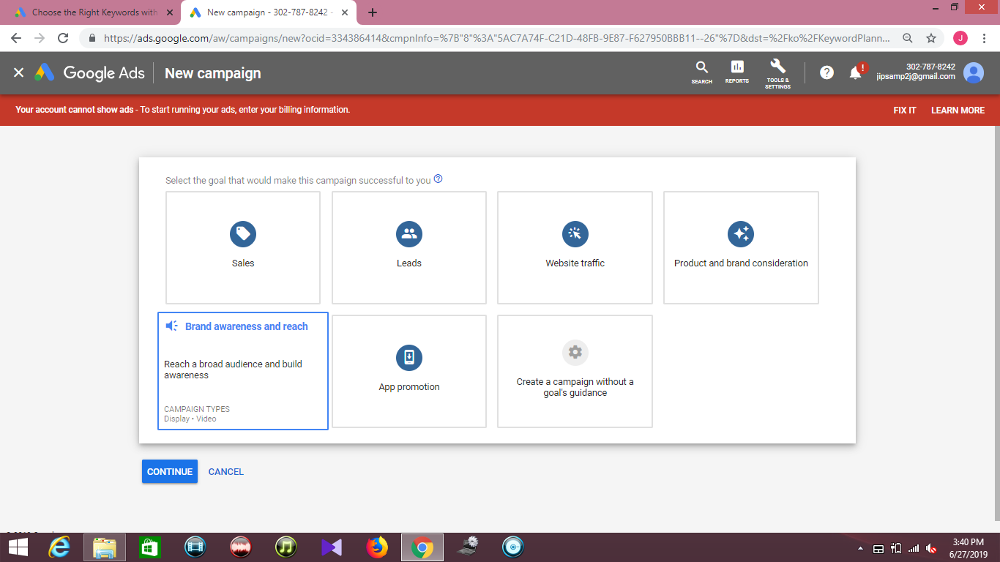 Choose the Right Keywords with
New campaign - 302-787-8242 -
https://ads.google.com/aw/campaigns/new?ocid=334386414&cmpnInfo=%7B"8"%3A"5AC7A74F-C21D-48FB-9E87-F627950BBB11--26"%7D&dst=%2Fko%2FKeywordPlann...
J
Google Ads
New campaign
SEARCH
REPORTS
TOOLS &
SETTINGS
?
!
302-787-8242
jipsamp2j@gmail.com
Your account cannot show ads - To start running your ads, enter your billing information.
FIX IT
LEARN MORE
Select the goal that would make this campaign successful to you ?
Sales
Leads
Website traffic
Product and brand consideration
Brand awareness and reach
Reach a broad audience and build
awareness
CAMPAIGN TYPES
Display • Video
App promotion
Create a campaign without a
goal's guidance
CONTINUE
CANCEL
3:40 PM
6/27/2019